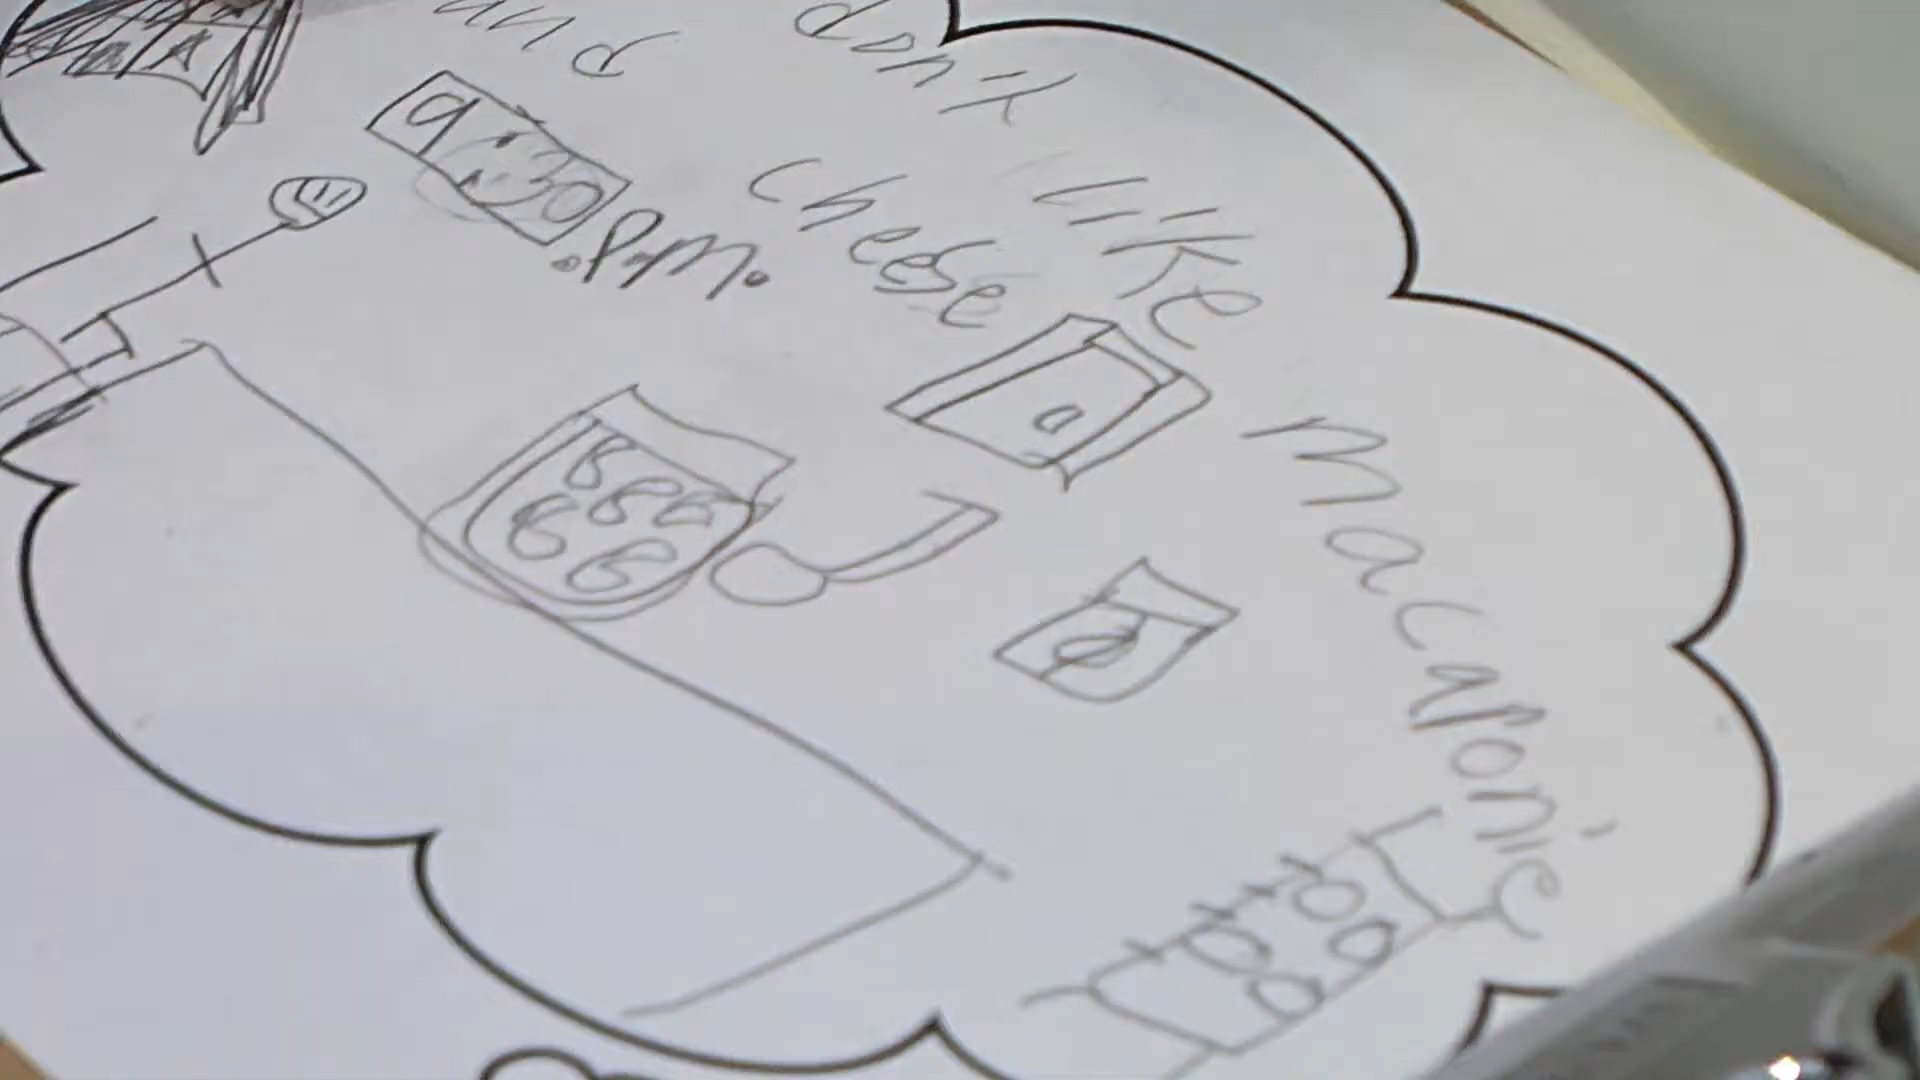 don't like macaronie
and cheese
9:30
.p.m.